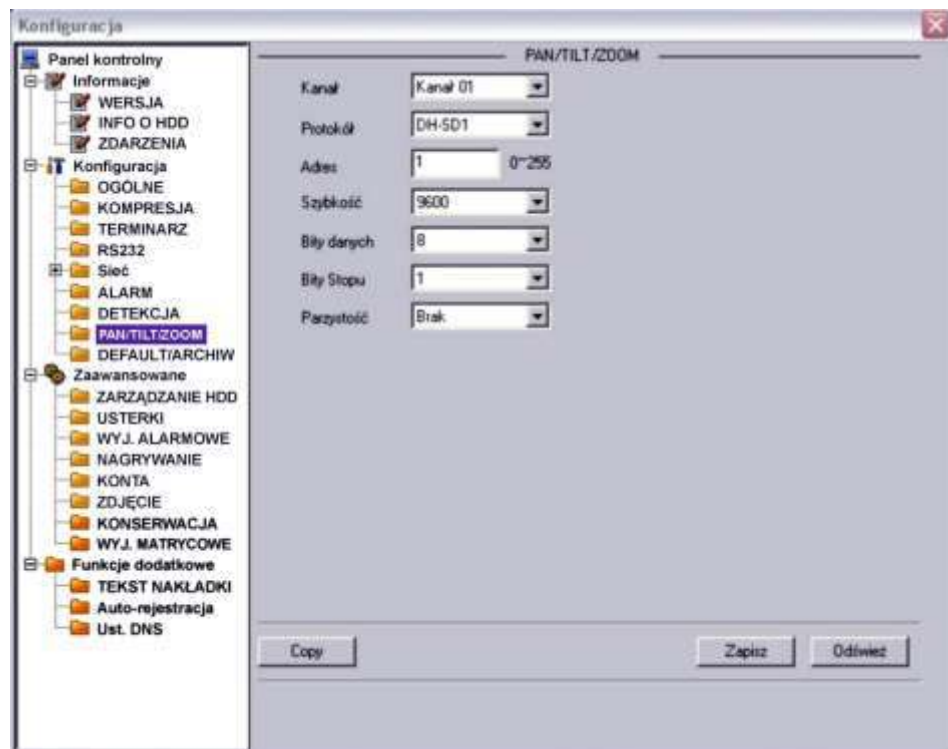 Konfiguracja
Panel kontrolny
Informacje
WERSJA
INFO O HDD
ZDARZENIA
Konfiguracja
OGÓLNE
KOMPRESJA
TERMINARZ
RS232
Sieć
ALARM
DETEKCJA
PAN/TILT/ZOOM
DEFAULT/ARCHIW
Zaawansowane
ZARZĄDZANIE HDD
USTERKI
WYJ. ALARMOWE
NAGRYWANIE
KONTA
ZDJĘCIE
KONSERWACJA
WYJ. MATRYCOWE
Funkcje dodatkowe
TEKST NAKŁADKI
Auto-rejestracja
Ust. DNS
PAN/TILT/ZOOM
Kanał Kanał 01
Protokół DH-SD1
Adres 1 0~255
Szybkość 9600
Bity danych 8
Bity Stopu 1
Parzystość Brak
Copy Zapisz Odśwież